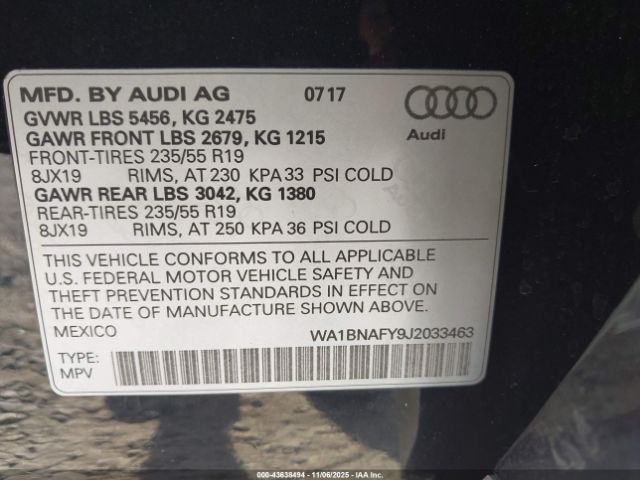 MFD. BY AUDI AG 07 17
Audi
GVWR LBS 5456, KG 2475
GAWR FRONT LBS 2679, KG 1215
FRONT-TIRES 235/55 R19
8JX19 RIMS, AT 230 KPA 33 PSI COLD
GAWR REAR LBS 3042, KG 1380
REAR-TIRES 235/55 R19
8JX19 RIMS, AT 250 KPA 36 PSI COLD
THIS VEHICLE CONFORMS TO ALL APPLICABLE
U.S. FEDERAL MOTOR VEHICLE SAFETY AND
THEFT PREVENTION STANDARDS IN EFFECT ON
THE DATE OF MANUFACTURE SHOWN ABOVE.
MEXICO WA1BNAFY9J2033463
TYPE:
MPV
000-43638494 | 11/06/2025 | IAA, Inc.